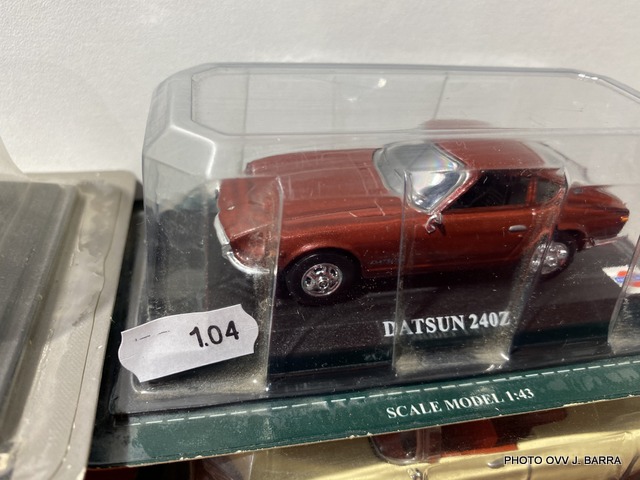 1.04
DATSUN 240Z
SCALE MODEL 1:43
PHOTO OVV J. BARRA